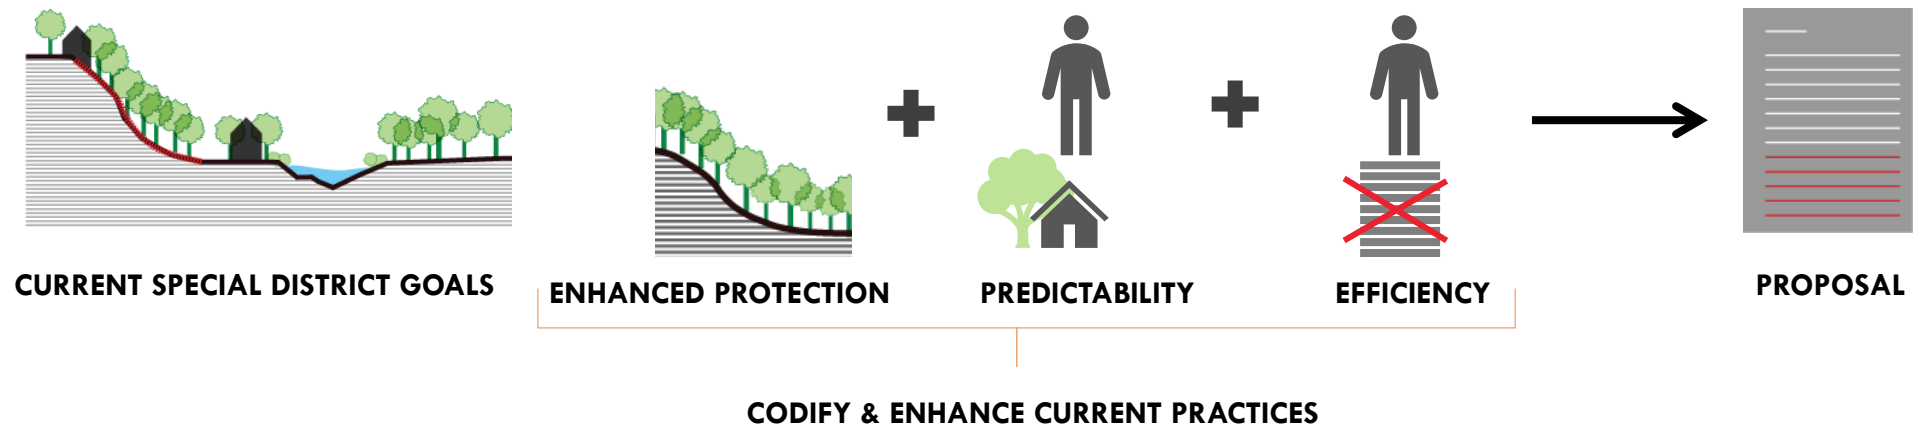 CURRENT SPECIAL DISTRICT GOALS
ENHANCED PROTECTION
PREDICTABILITY
EFFICIENCY
PROPOSAL
CODIFY & ENHANCE CURRENT PRACTICES